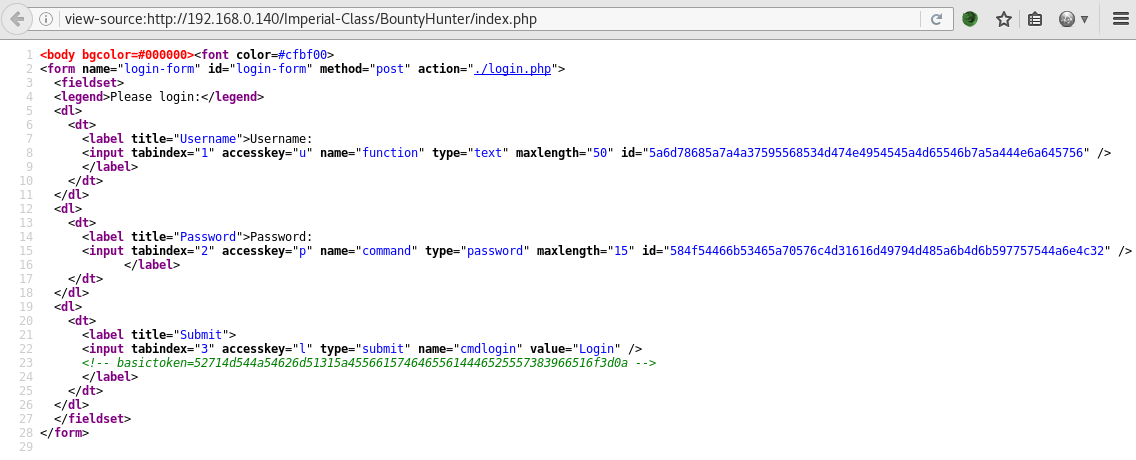 view-source:http://192.168.0.140/Imperial-Class/BountyHunter/index.php
1 <body bgcolor=#000000><font color=#cfbf00>
2 <form name="login-form" id="login-form" method="post" action="./login.php">
3 <fieldset>
4 <legend>Please login:</legend>
5 <dl>
6 <dt>
7 <label title="Username">Username:
8 <input tabindex="1" accesskey="u" name="function" type="text" maxlength="50" id="5a6d78685a7a4a37595568534d474e4954545a4d65546b7a5a444e6a645756" />
9 </label>
10 </dt>
11 </dl>
12 <dl>
13 <dt>
14 <label title="Password">Password:
15 <input tabindex="2" accesskey="p" name="command" type="password" maxlength="15" id="584f54466b53465a70576c4d31616d49794d485a6b4d6b597757544a6e4c32" />
16 </label>
17 </dt>
18 </dl>
19 <dl>
20 <dt>
21 <label title="Submit">
22 <input tabindex="3" accesskey="l" type="submit" name="cmdlogin" value="Login" />
23 <!-- basictoken=52714d544a54626d51315a45566157464655614446525557383966516f3d0a -->
24 </label>
25 </dt>
26 </dl>
27 </fieldset>
28 </form>
29